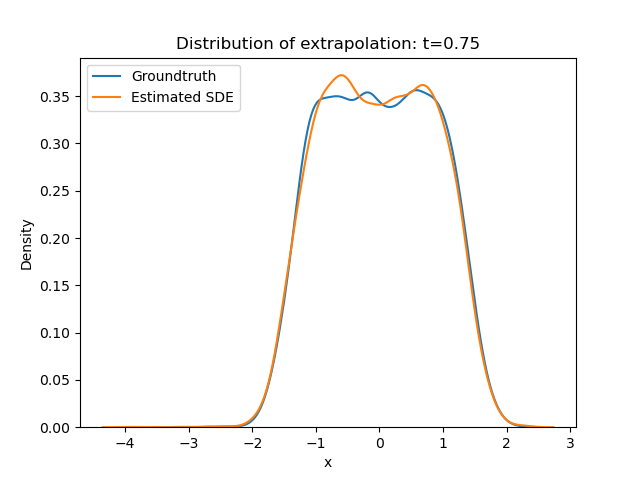 Distribution of extrapolation: t=0.75
Groundtruth
Estimated SDE
Density
0.35
0.30
0.25
0.20
0.15
0.10
0.05
0.00
−4 −3 −2 −1 0 1 2 3
x